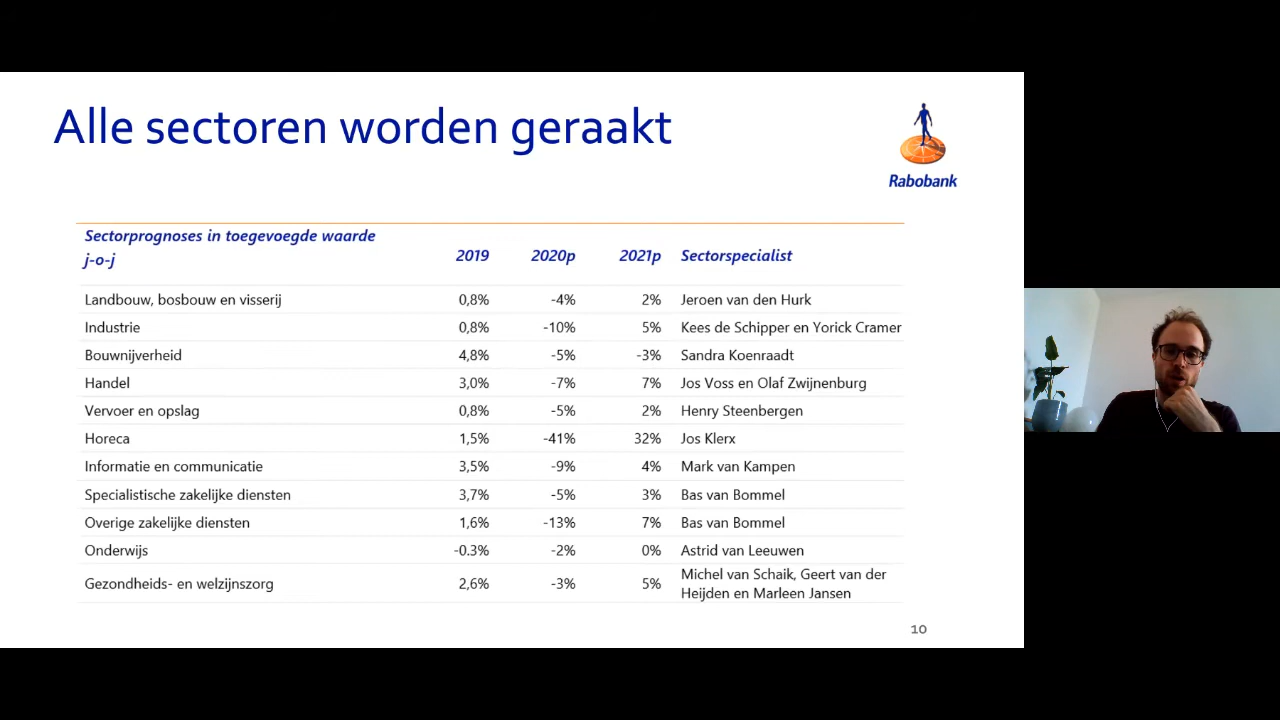 Alle sectoren worden geraakt
Rabobank
Sectorprognoses in toegevoegde waarde
j-o-j 2019 2020p 2021p Sectorspecialist
Landbouw, bosbouw en visserij 0,8% -4% 2% Jeroen van den Hurk
Industrie 0,8% -10% 5% Kees de Schipper en Yorick Cramer
Bouwnijverheid 4,8% -5% -3% Sandra Koenraadt
Handel 3,0% -7% 7% Jos Voss en Olaf Zwijnenburg
Vervoer en opslag 0,8% -5% 2% Henry Steenbergen
Horeca 1,5% -41% 32% Jos Klerx
Informatie en communicatie 3,5% -9% 4% Mark van Kampen
Specialistische zakelijke diensten 3,7% -5% 3% Bas van Bommel
Overige zakelijke diensten 1,6% -13% 7% Bas van Bommel
Onderwijs -0.3% -2% 0% Astrid van Leeuwen
Gezondheids- en welzijnszorg 2,6% -3% 5% Michel van Schaik, Geert van der
Heijden en Marleen Jansen
10